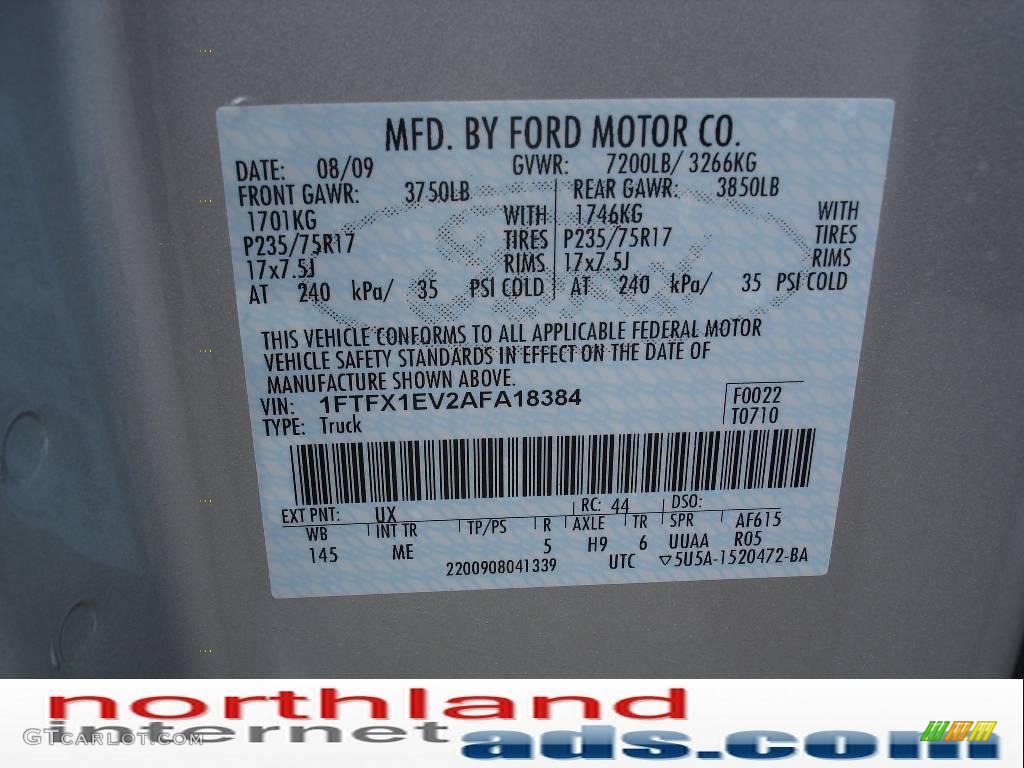 MFD. BY FORD MOTOR CO.
DATE: 08/09 GVWR: 7200LB/ 3266KG
FRONT GAWR: 3750LB REAR GAWR: 3850LB
1701KG WITH 1746KG WITH
P235/75R17 TIRES P235/75R17 TIRES
17x7.5J RIMS 17x7.5J RIMS
AT 240 kPa/ 35 PSI COLD AT 240 kPa/ 35 PSI COLD
THIS VEHICLE CONFORMS TO ALL APPLICABLE FEDERAL MOTOR
VEHICLE SAFETY STANDARDS IN EFFECT ON THE DATE OF
MANUFACTURE SHOWN ABOVE.
VIN: 1FTFX1EV2AFA18384 F0022
TYPE: Truck T0710
EXT PNT: UX RC: 44 DSO:
WB INT TR TP/PS R AXLE TR SPR AF615
145 ME 5 H9 6 UUAA R05
2200908041339 UTC ▽5U5A-1520472-BA
northland
internet ads.com
GTCarLot.com